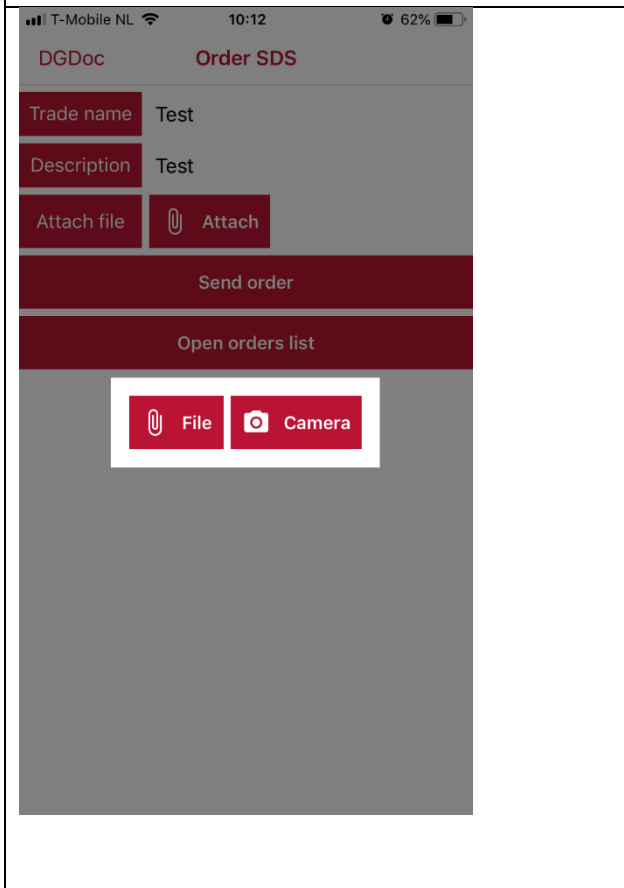 T-Mobile NL 10:12 62%
DGDoc Order SDS
Trade name Test
Description Test
Attach file Attach
Send order
Open orders list
File Camera